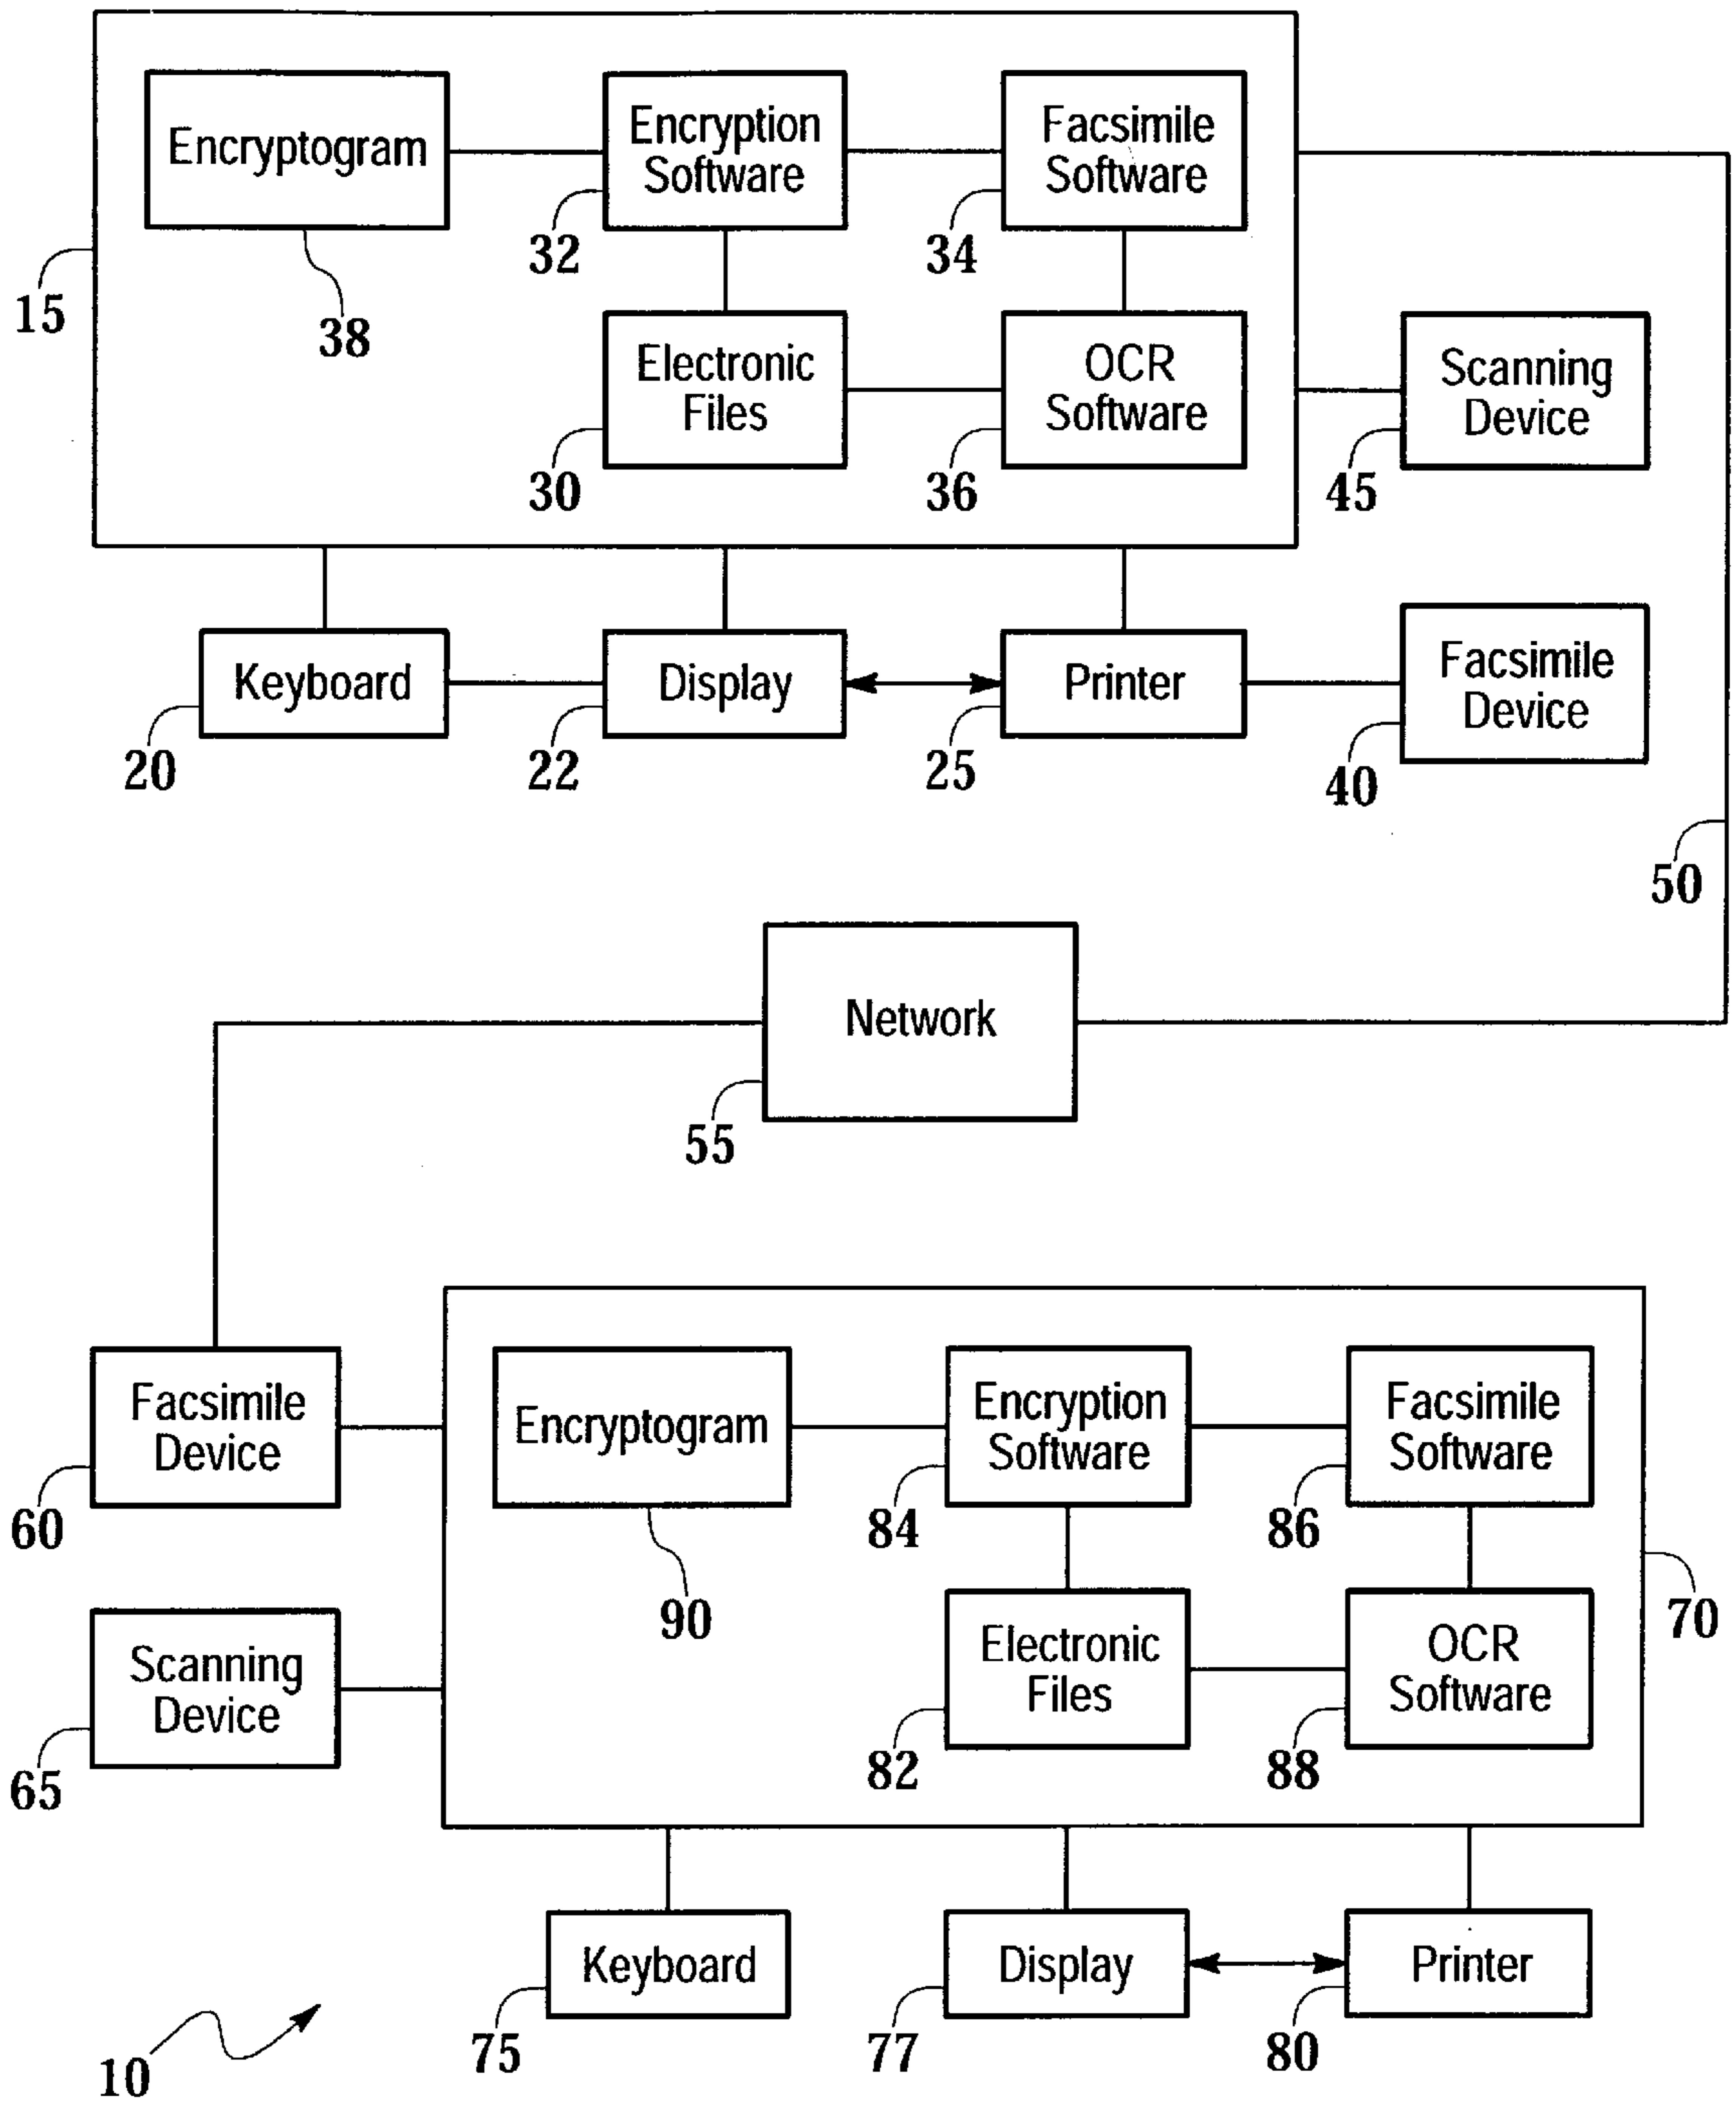 Encryptogram
Encryption
Software
Facsimile
Software
32
34
15
38
Electronic
Files
OCR
Software
Scanning
Device
30
36
45
Keyboard
Display
Printer
Facsimile
Device
20
22
25
40
50
Network
55
Facsimile
Device
Encryptogram
Encryption
Software
Facsimile
Software
60
84
86
90
70
Scanning
Device
Electronic
Files
OCR
Software
65
82
88
Keyboard
Display
Printer
75
77
80
10